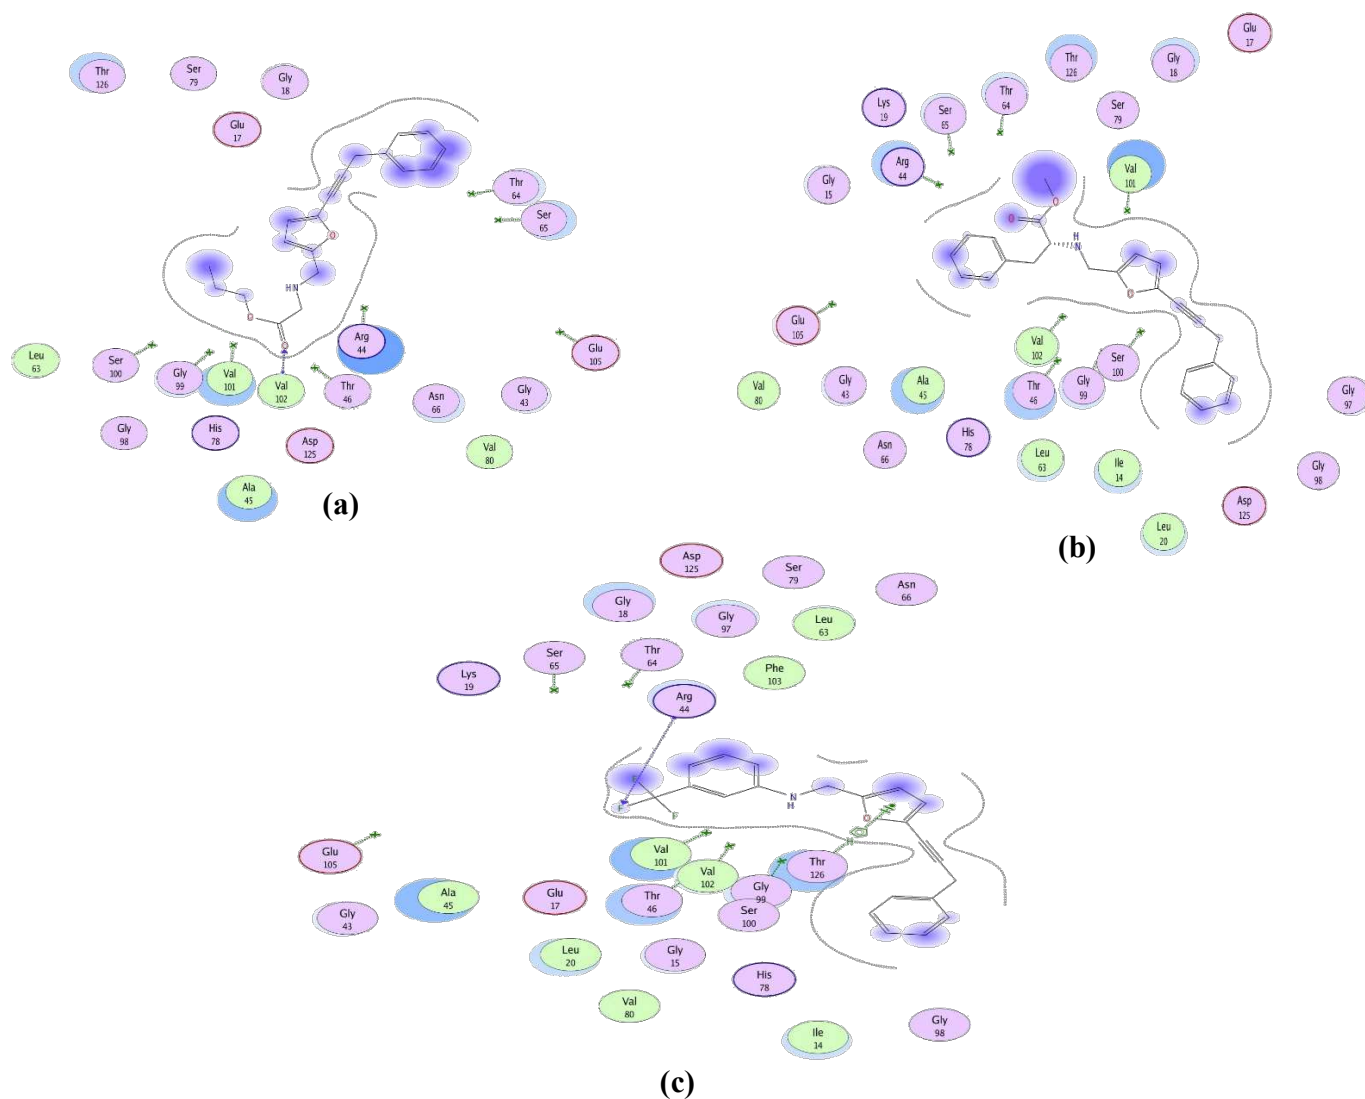 Thr
126
Ser
79
Gly
18
Glu
17
Thr
64
Ser
65
O
HN
O
O
Arg
44
Glu
105
Leu
63
Ser
100
Gly
99
Val
101
Val
102
Thr
46
Asn
66
Gly
43
Gly
98
His
78
Asp
125
Val
80
Ala
45
(a)
Glu
17
Thr
126
Gly
18
Lys
19
Ser
65
Thr
64
Ser
79
Arg
44
Gly
15
Val
101
O
O
H
N
O
Glu
105
Val
102
Ser
100
Val
80
Gly
43
Ala
45
Thr
46
Gly
99
Gly
97
Asn
66
His
78
Leu
63
Ile
14
Gly
98
Asp
125
Leu
20
(b)
Asp
125
Ser
79
Asn
66
Gly
18
Gly
97
Leu
63
Ser
65
Thr
64
Lys
19
Phe
103
Arg
44
F
F
F
N
H
O
H
Glu
105
Val
101
Val
102
Thr
126
Ala
45
Glu
17
Thr
46
Gly
99
Ser
100
Gly
43
Leu
20
Gly
15
His
78
Val
80
Ile
14
Gly
98
(c)